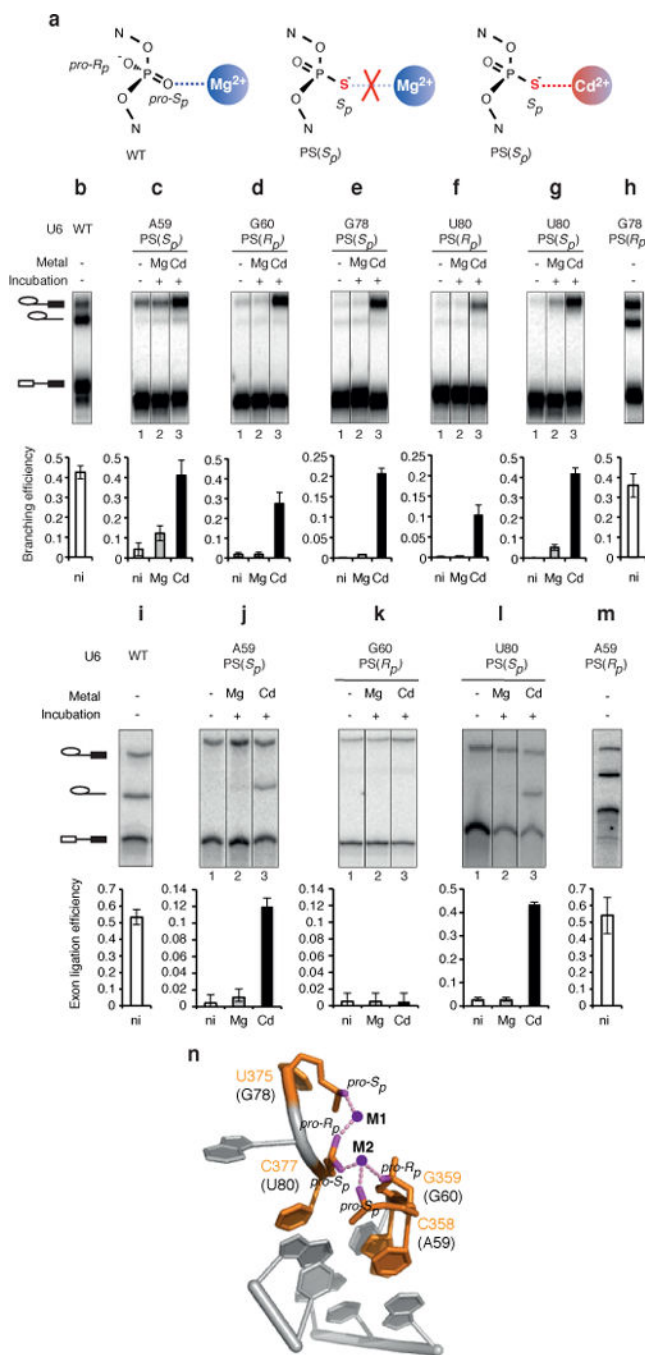 a
N
N
N
O
O
O
pro-Rp
-O
P
O
Mg2+
O=P
S-
Mg2+
O=P
S-
Cd2+
pro-Sp
Sp
Sp
O
O
O
N
N
N
WT
PS(Sp)
PS(Sp)
b c d e f g h
U6 WT A59 G60 G78 U80 U80 G78
PS(Sp) PS(Rp) PS(Sp) PS(Rp) PS(Sp) PS(Rp)
Metal - - Mg Cd - Mg Cd - Mg Cd - Mg Cd - Mg Cd -
Incubation - - + + - + + - + + - + + - + + -
1 2 3 1 2 3 1 2 3 1 2 3 1 2 3
Branching efficiency
0.5 0.5 0.5 0.25 0.25 0.5 0.5
0.4 0.4 0.4 0.2 0.2 0.4 0.4
0.3 0.3 0.3 0.15 0.15 0.3 0.3
0.2 0.2 0.2 0.1 0.1 0.2 0.2
0.1 0.1 0.1 0.05 0.05 0.1 0.1
0 0 0 0 0 0 0
ni ni Mg Cd ni Mg Cd ni Mg Cd ni Mg Cd ni Mg Cd ni
i j k l m
U6 WT A59 G60 U80 A59
PS(Sp) PS(Rp) PS(Sp) PS(Rp)
Metal - - Mg Cd - Mg Cd - Mg Cd -
Incubation - - + + - + + - + + -
1 2 3 1 2 3 1 2 3
Exon ligation efficiency
0.7 0.14 0.14 0.5 0.7
0.6 0.12 0.12 0.4 0.6
0.5 0.1 0.1 0.3 0.5
0.4 0.08 0.08 0.2 0.4
0.3 0.06 0.06 0.1 0.3
0.2 0.04 0.04 0 0.2
0.1 0.02 0.02 0.1
0 0 0 0
ni ni Mg Cd ni Mg Cd ni Mg Cd ni
n
pro-Sp
U375
(G78)
M1
pro-Rp
M2
pro-Rp
C377
(U80)
pro-Sp
G359
(G60)
pro-Sp
C358
(A59)